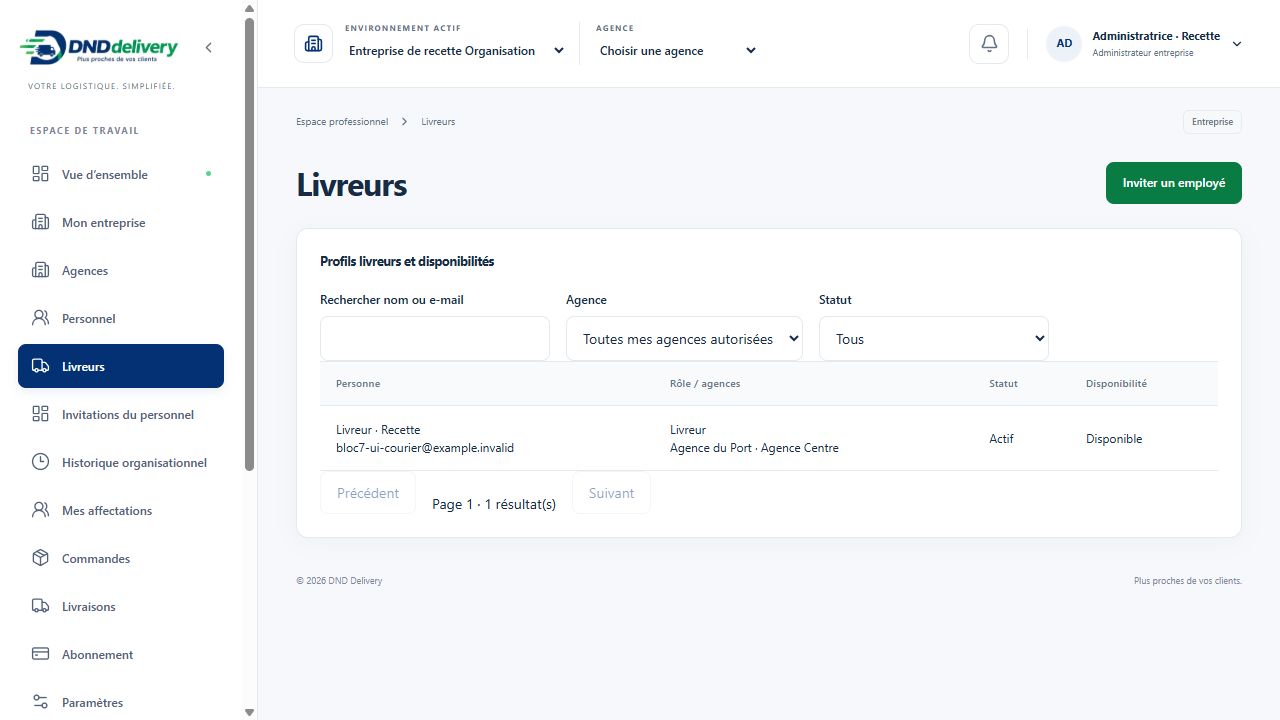 DNDdelivery
Plus proches de vos clients
VOTRE LOGISTIQUE. SIMPLIFIÉE.
ESPACE DE TRAVAIL
Vue d’ensemble
Mon entreprise
Agences
Personnel
Livreurs
Invitations du personnel
Historique organisationnel
Mes affectations
Commandes
Livraisons
Abonnement
Paramètres
ENVIRONNEMENT ACTIF
Entreprise de recette Organisation
AGENCE
Choisir une agence
AD
Administratrice · Recette
Administrateur entreprise
Espace professionnel
Livreurs
Entreprise
Livreurs
Inviter un employé
Profils livreurs et disponibilités
Rechercher nom ou e-mail
Agence
Statut
Toutes mes agences autorisées
Tous
Personne
Rôle / agences
Statut
Disponibilité
Livreur · Recette
bloc7-ui-courier@example.invalid
Livreur
Agence du Port · Agence Centre
Actif
Disponible
Précédent
Page 1 · 1 résultat(s)
Suivant
© 2026 DND Delivery
Plus proches de vos clients.